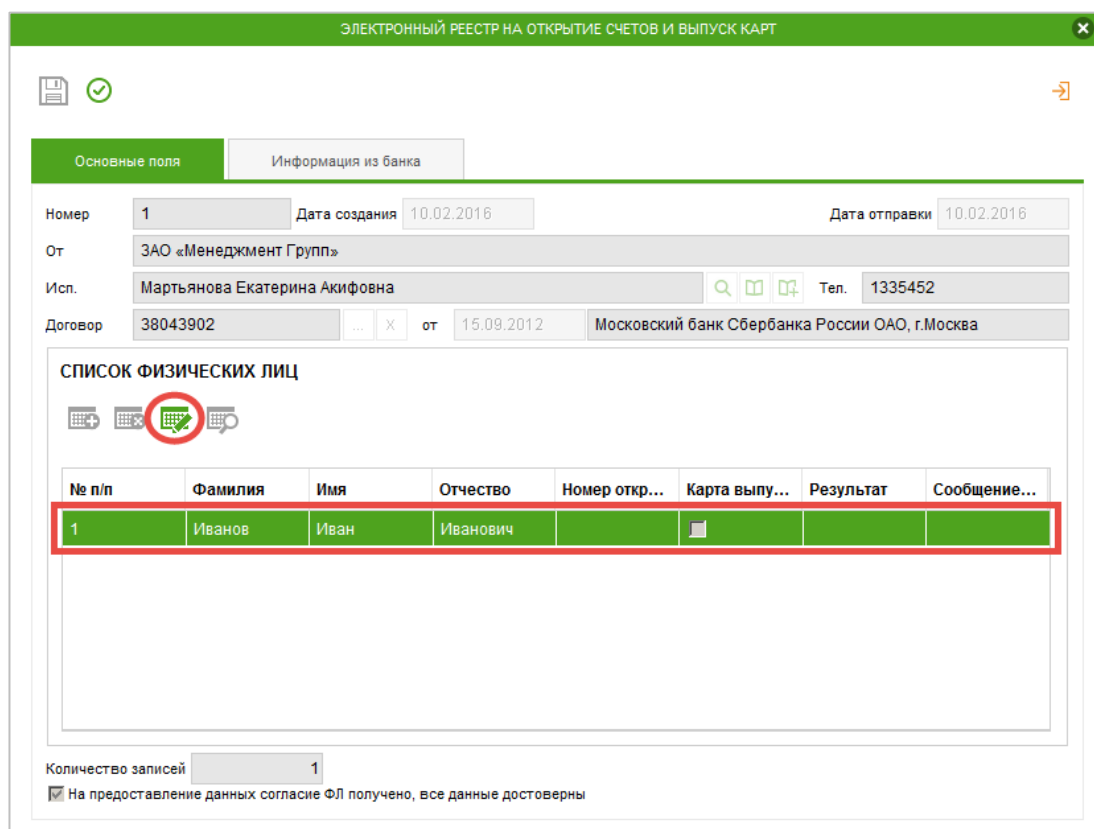 ЭЛЕКТРОННЫЙ РЕЕСТР НА ОТКРЫТИЕ СЧЕТОВ И ВЫПУСК КАРТ
Основные поля Информация из банка
Номер 1 Дата создания 10.02.2016 Дата отправки 10.02.2016
От ЗАО «Менеджмент Групп»
Исп. Мартьянова Екатерина Акифовна Тел. 1335452
Договор 38043902 ... X от 15.09.2012 Московский банк Сбербанка России ОАО, г.Москва
СПИСОК ФИЗИЧЕСКИХ ЛИЦ
№ п/п Фамилия Имя Отчество Номер откр... Карта выпу... Результат Сообщение...
1 Иванов Иван Иванович
Количество записей 1
На предоставление данных согласие ФЛ получено, все данные достоверны